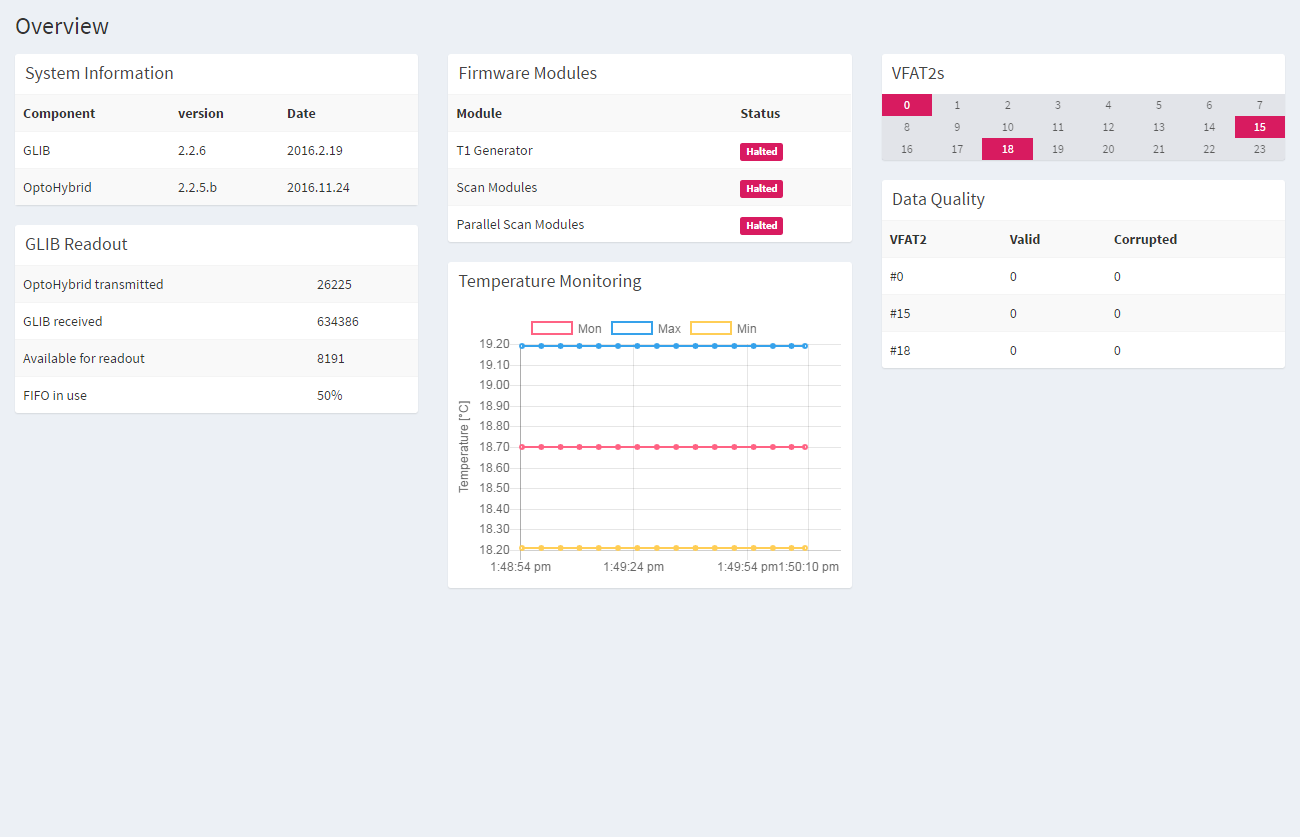 Overview
System Information
Component version Date
GLIB 2.2.6 2016.2.19
OptoHybrid 2.2.5.b 2016.11.24
GLIB Readout
OptoHybrid transmitted 26225
GLIB received 634386
Available for readout 8191
FIFO in use 50%
Firmware Modules
Module Status
T1 Generator Halted
Scan Modules Halted
Parallel Scan Modules Halted
Temperature Monitoring
Mon Max Min
19.20
19.10
19.00
18.90
18.80
18.70
18.60
18.50
18.40
18.30
18.20
Temperature [°C]
1:48:54 pm 1:49:24 pm 1:49:54 pm 1:50:10 pm
VFAT2s
0 1 2 3 4 5 6 7
8 9 10 11 12 13 14 15
16 17 18 19 20 21 22 23
Data Quality
VFAT2 Valid Corrupted
#0 0 0
#15 0 0
#18 0 0